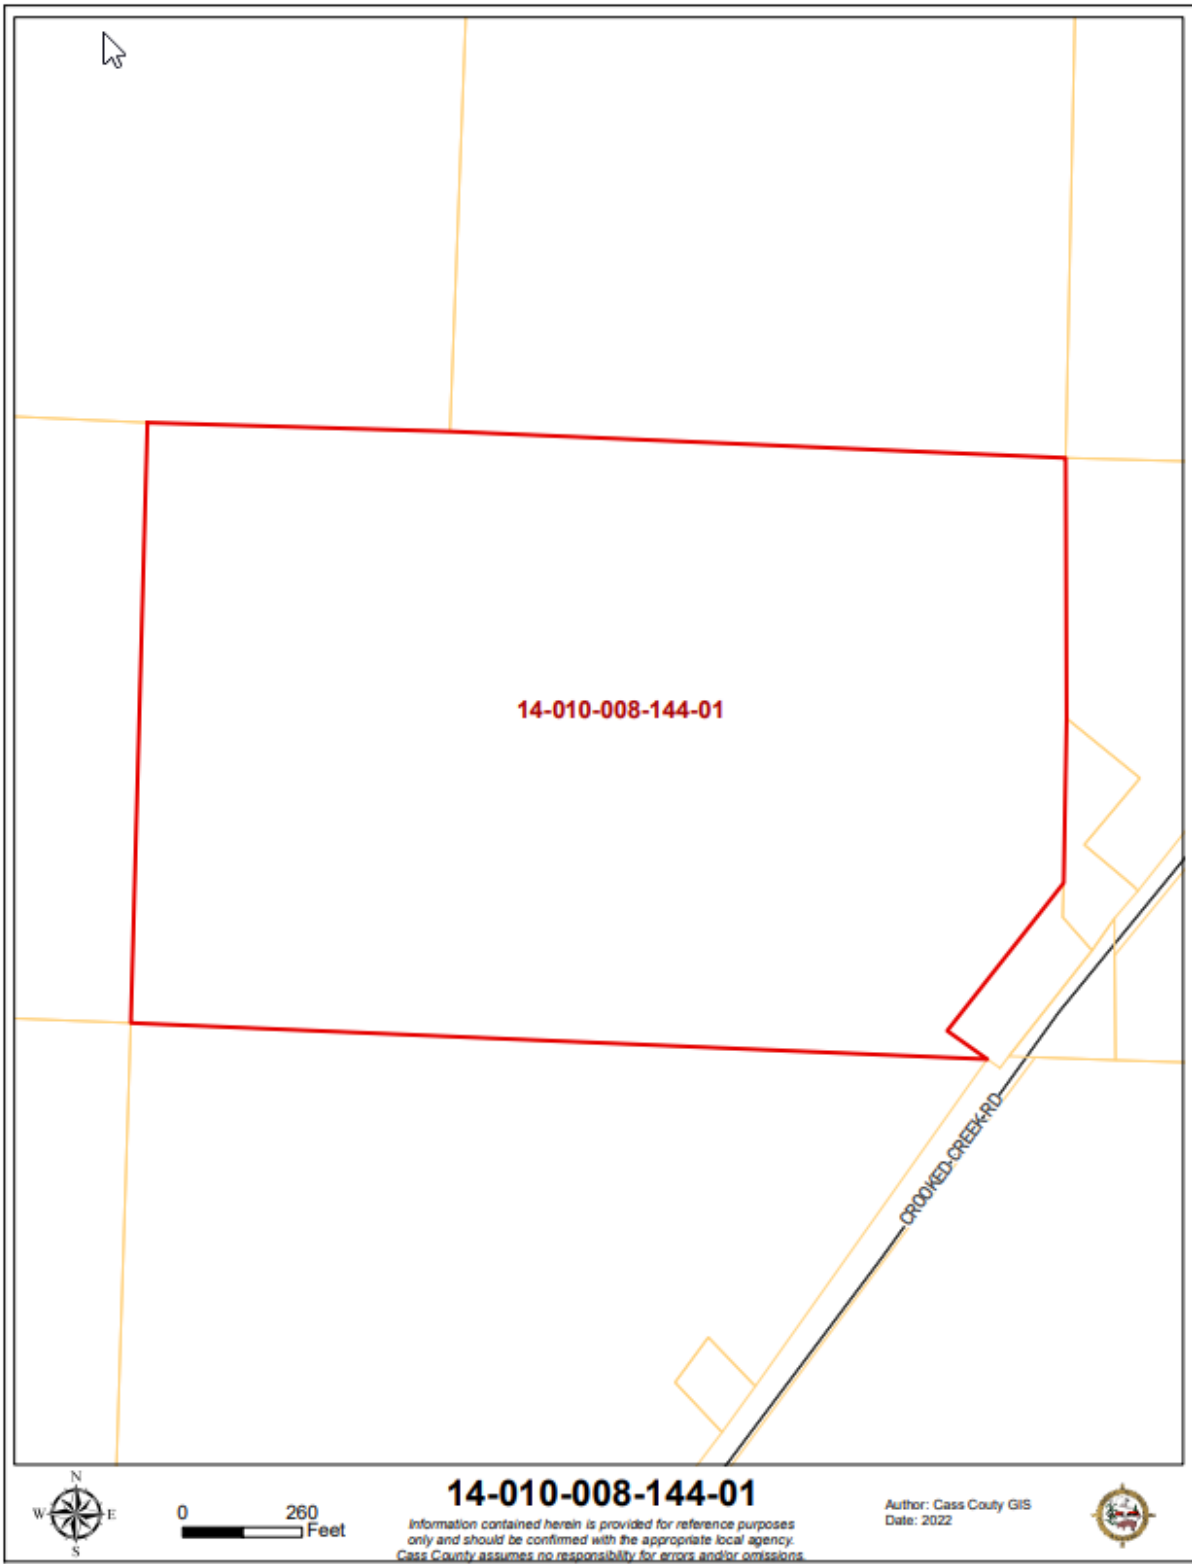 14-010-008-144-01
CROOKED CREEK RD
N
W
E
S
0 260
Feet
14-010-008-144-01
Information contained herein is provided for reference purposes
only and should be confirmed with the appropriate local agency.
Cass County assumes no responsibility for errors and/or omissions.
Author: Cass Couty GIS
Date: 2022